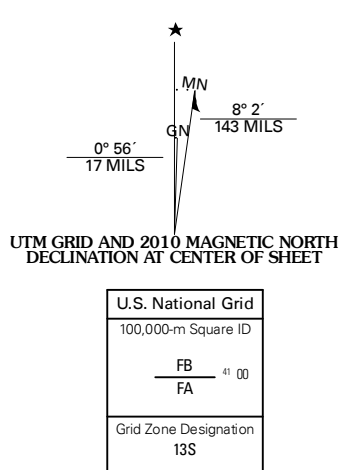 MN
8° 2´
143 MILS
GN
0° 56´
17 MILS
UTM GRID AND 2010 MAGNETIC NORTH
DECLINATION AT CENTER OF SHEET
U.S. National Grid
100,000-m Square ID
FB
41 00
FA
Grid Zone Designation
13S